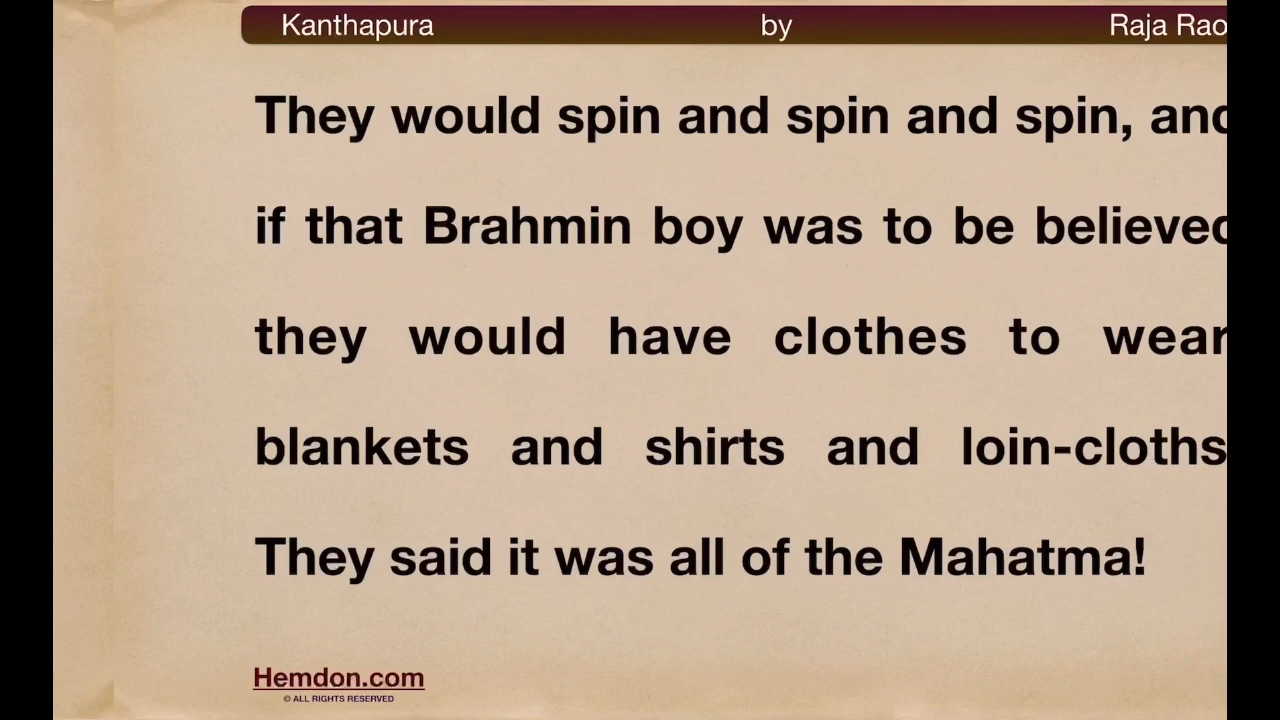 Kanthapura by Raja Rao
They would spin and spin and spin, and
if that Brahmin boy was to be believed
they would have clothes to wear
blankets and shirts and loin-cloths
They said it was all of the Mahatma!
Hemdon.com
© ALL RIGHTS RESERVED